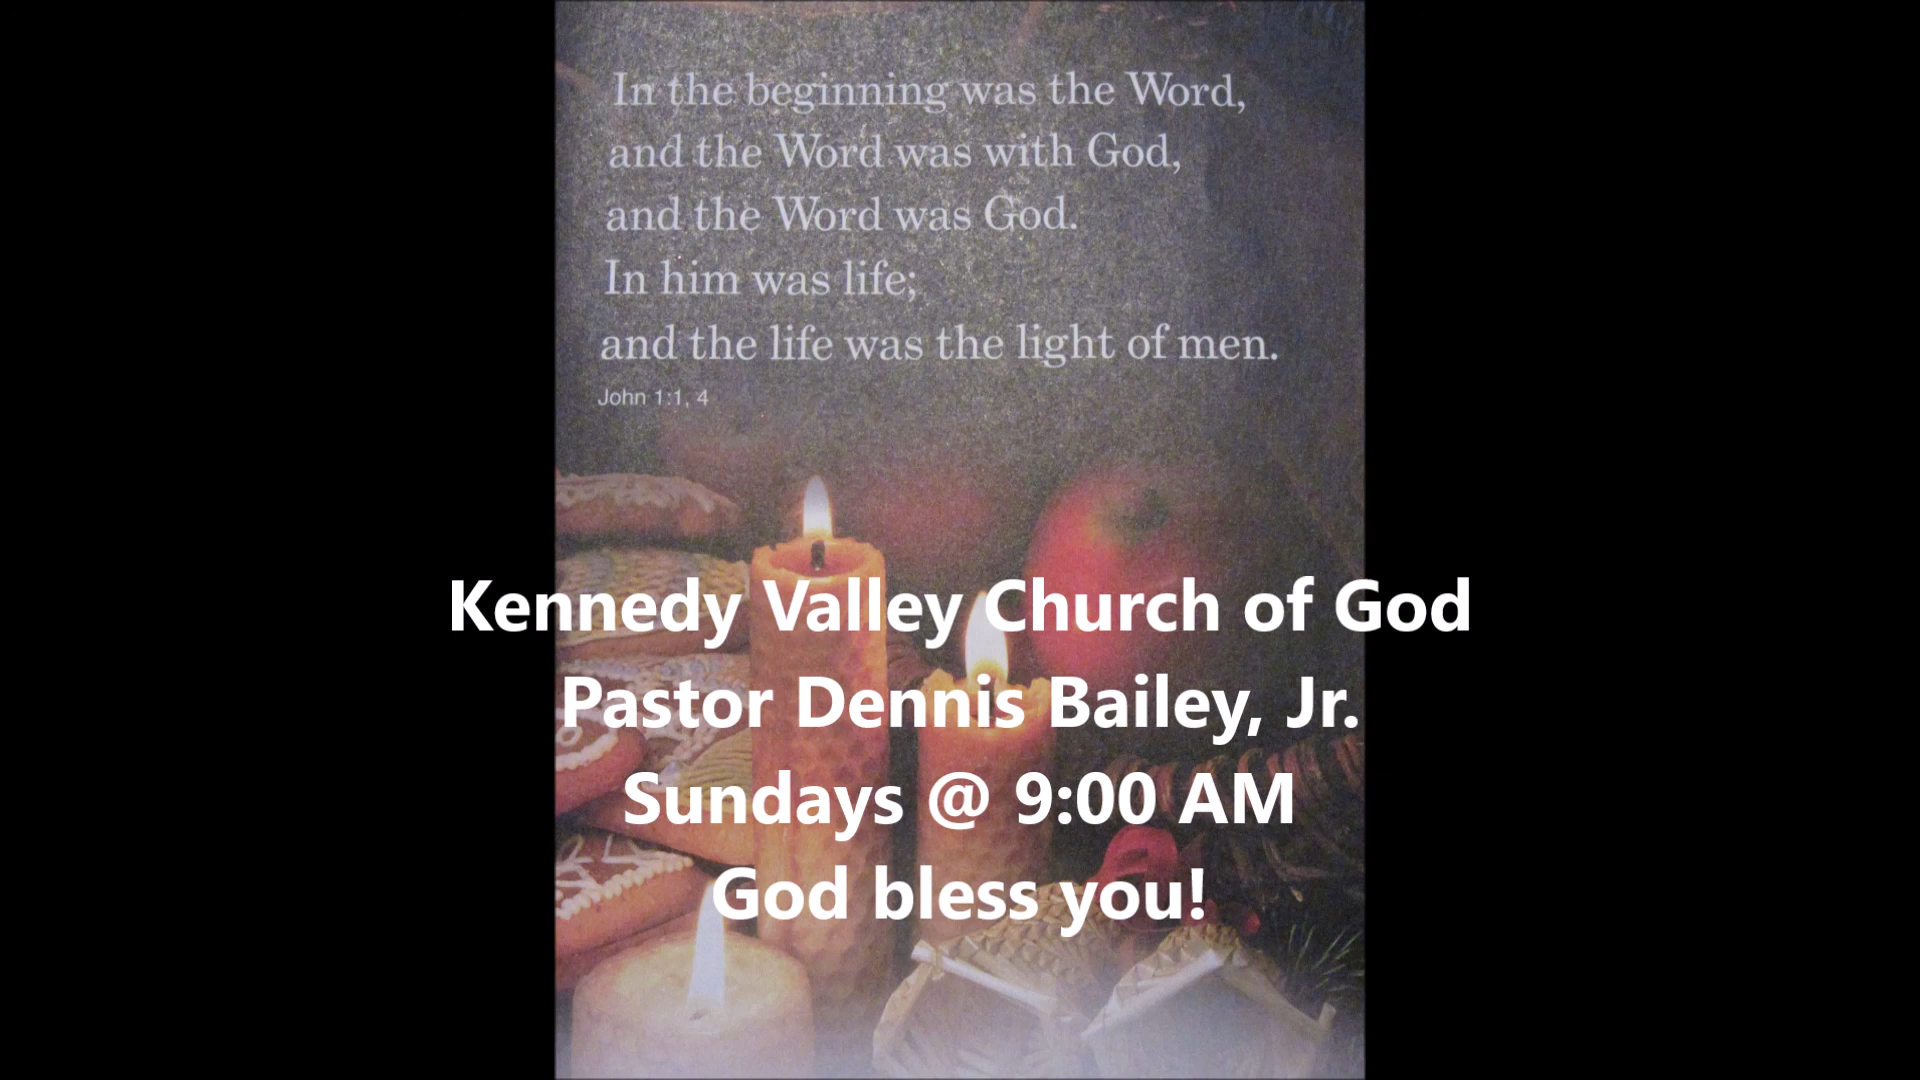 In the beginning was the Word,
and the Word was with God,
and the Word was God.
In him was life;
and the life was the light of men.
John 1:1, 4
Kennedy Valley Church of God
Pastor Dennis Bailey, Jr.
Sundays @ 9:00 AM
God bless you!